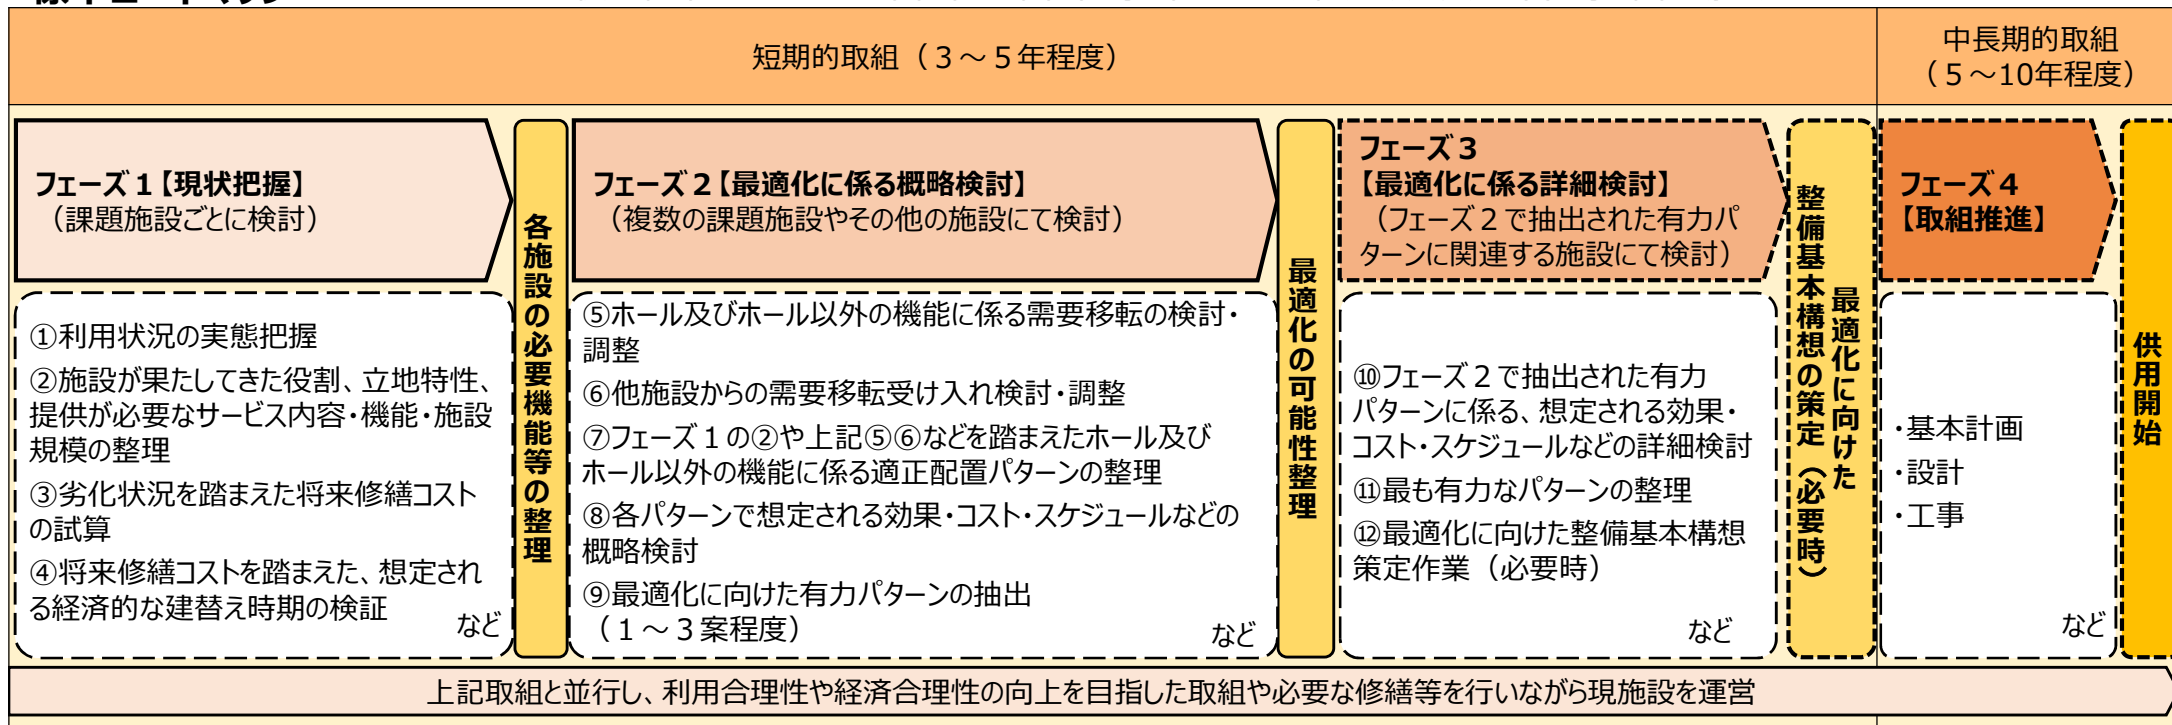 短期的取組（３～５年程度）
中長期的取組
（５～10年程度）
フェーズ１【現状把握】
（課題施設ごとに検討）
①利用状況の実態把握
②施設が果たしてきた役割、立地特性、
提供が必要なサービス内容・機能・施設
規模の整理
③劣化状況を踏まえた将来修繕コスト
の試算
④将来修繕コストを踏まえた、想定され
る経済的な建替え時期の検証
など
各施設の必要機能等の整理
フェーズ２【最適化に係る概略検討】
（複数の課題施設やその他の施設にて検討）
⑤ホール及びホール以外の機能に係る需要移転の検討・
調整
⑥他施設からの需要移転受け入れ検討・調整
⑦フェーズ１の②や上記⑤⑥などを踏まえたホール及び
ホール以外の機能に係る適正配置パターンの整理
⑧各パターンで想定される効果・コスト・スケジュールなどの
概略検討
⑨最適化に向けた有力パターンの抽出
（１～３案程度）
など
最適化の可能性整理
フェーズ３
【最適化に係る詳細検討】
（フェーズ２で抽出された有力パ
ターンに関連する施設にて検討）
⑩フェーズ２で抽出された有力
パターンに係る、想定される効果・
コスト・スケジュールなどの詳細検討
⑪最も有力なパターンの整理
⑫最適化に向けた整備基本構想
策定作業（必要時）
など
最適化に向けた
整備基本構想の策定（必要時）
フェーズ４
【取組推進】
・基本計画
・設計
・工事
など
供用開始
上記取組と並行し、利用合理性や経済合理性の向上を目指した取組や必要な修繕等を行いながら現施設を運営